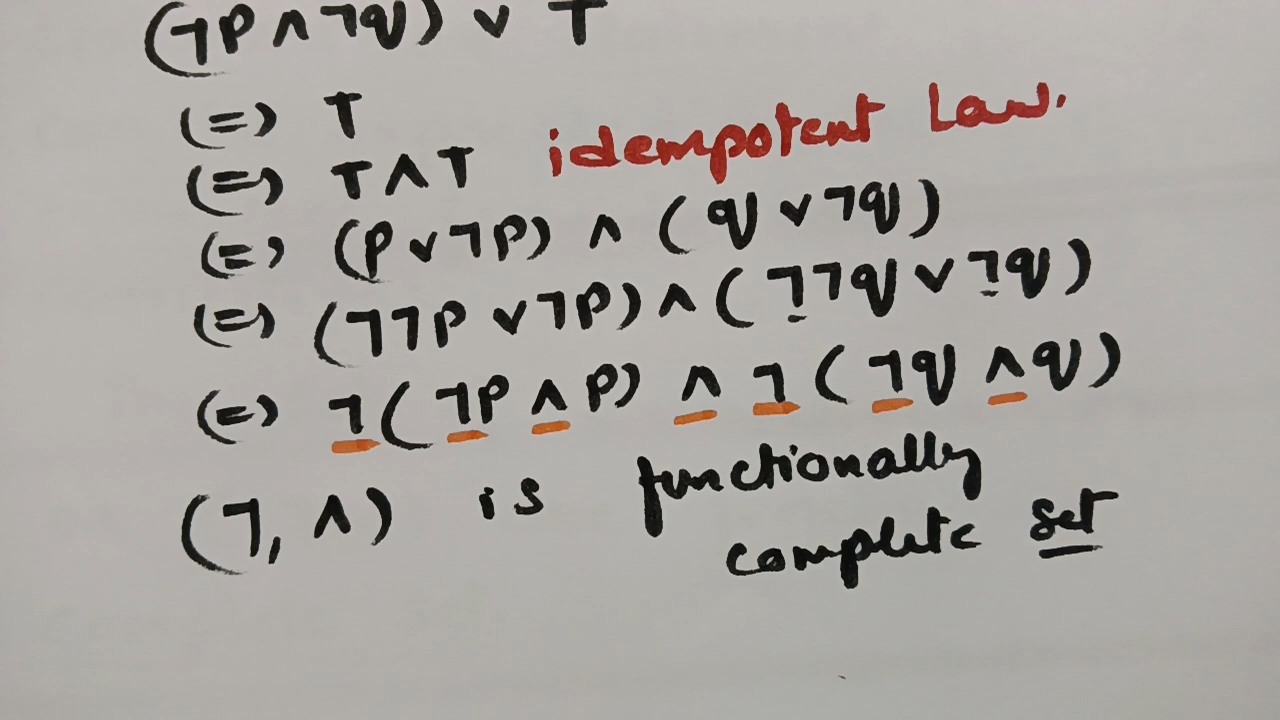 (¬p ∧ ¬q) ∨ T
(=) T
(=) T ∧ T idempotent Law.
(=) (p ∨ ¬p) ∧ (q ∨ ¬q)
(=) (¬¬p ∨ ¬p) ∧ (¬¬q ∨ ¬q)
(=) ¬(¬p ∧ p) ∧ ¬(¬q ∧ q)
(¬, ∧) is functionally
complete set